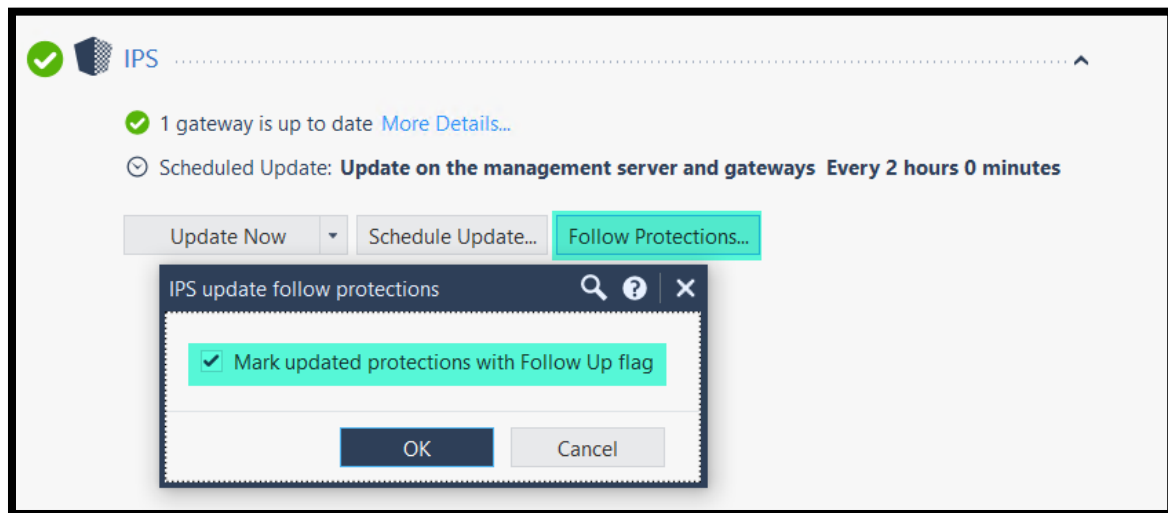 IPS
1 gateway is up to date More Details...
Scheduled Update: Update on the management server and gateways Every 2 hours 0 minutes
Update Now Schedule Update... Follow Protections...
IPS update follow protections
Mark updated protections with Follow Up flag
OK Cancel